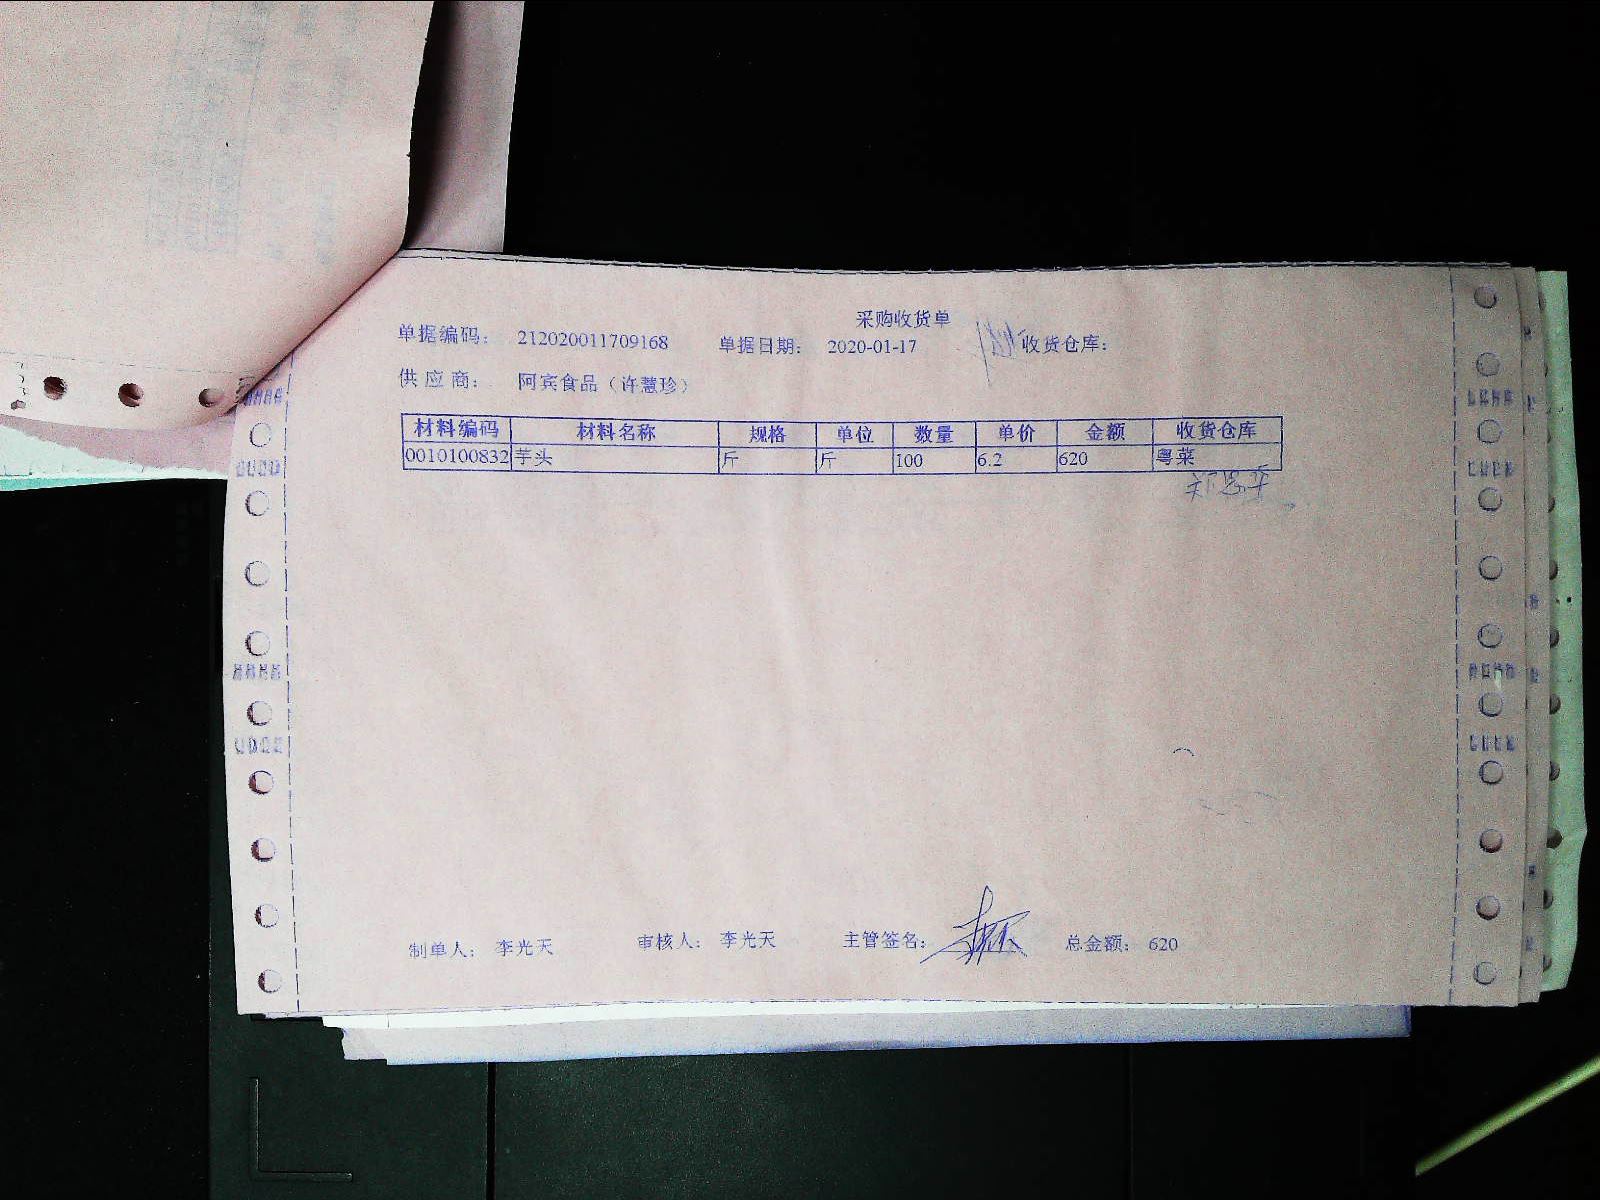 采购收货单
单据编码： 212020011709168 单据日期： 2020-01-17 收货仓库：
供应商： 阿宾食品（许慧珍）
材料编码 材料名称 规格 单位 数量 单价 金额 收货仓库
0010100832 芋头 斤 斤 100 6.2 620 粤菜
制单人： 李光天 审核人： 李光天 主管签名： 总金额： 620